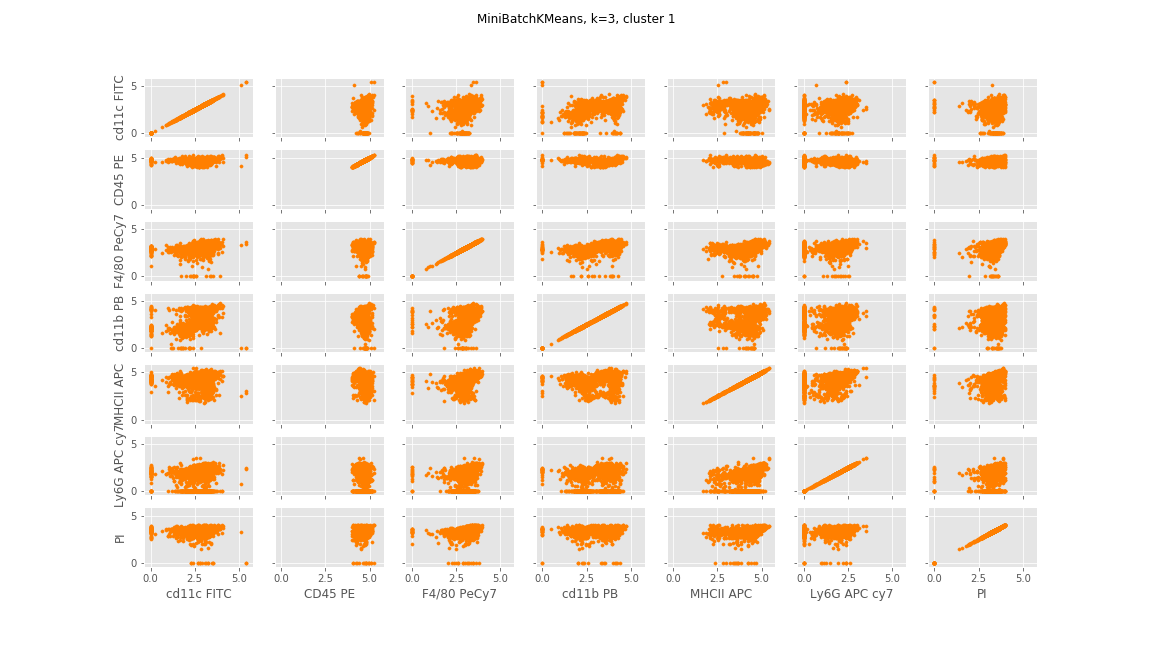 MiniBatchKMeans, k=3, cluster 1
cd11c FITC
5
0
CD45 PE
5
0
F4/80 PeCy7
5
0
cd11b PB
5
0
MHCII APC
5
0
Ly6G APC cy7
5
0
PI
5
0
0.0 2.5 5.0 0.0 2.5 5.0 0.0 2.5 5.0 0.0 2.5 5.0 0.0 2.5 5.0 0.0 2.5 5.0 0.0 2.5 5.0
cd11c FITC CD45 PE F4/80 PeCy7 cd11b PB MHCII APC Ly6G APC cy7 PI